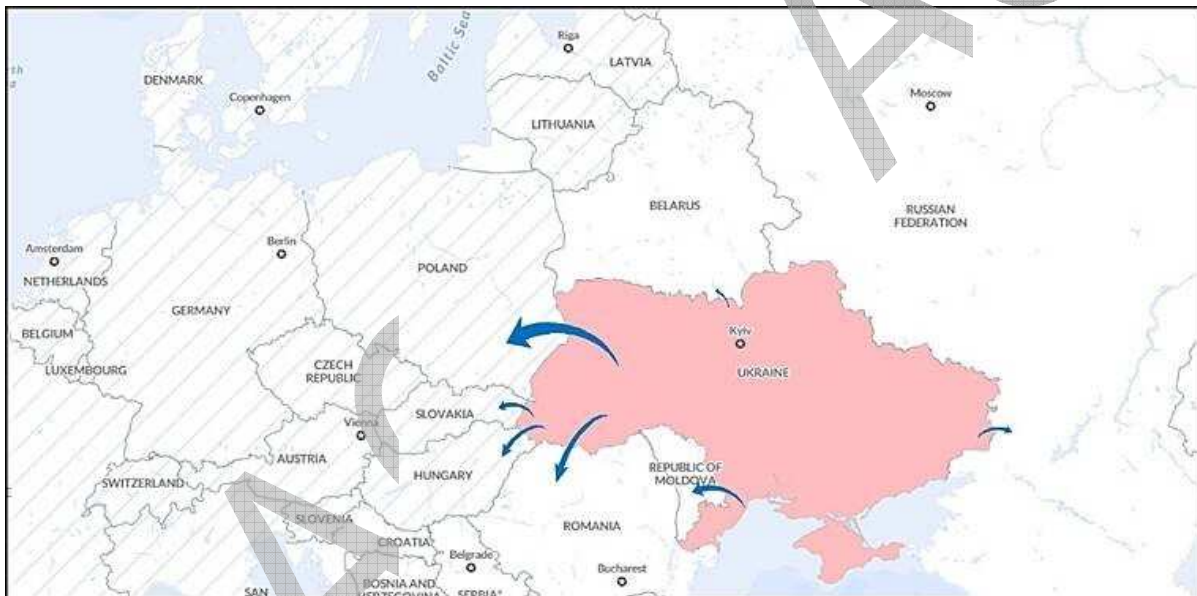 Riga
LATVIA
Baltic Sea
DENMARK
Copenhagen
Moscow
LITHUANIA
BELARUS
RUSSIAN
FEDERATION
Amsterdam
NETHERLANDS
Berlin
POLAND
GERMANY
BELGIUM
LUXEMBOURG
Kyiv
UKRAINE
CZECH
REPUBLIC
SLOVAKIA
Vienna
AUSTRIA
HUNGARY
REPUBLIC OF
MOLDOVA
SWITZERLAND
SLOVENIA
ROMANIA
CROATIA
Belgrade
Bucharest
BOSNIA AND
HERZEGOVINA
SERBIA*
SAN